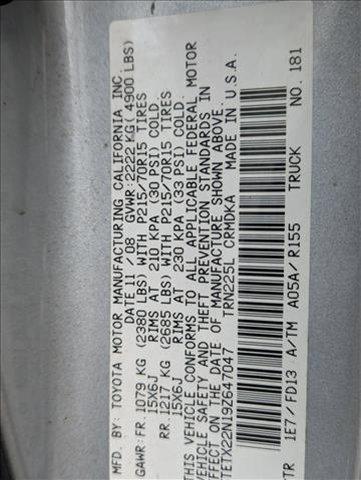 MFD. BY: TOYOTA MOTOR MANUFACTURING CALIFORNIA INC.
DATE 11 / 08 GVWR: 2222 KG( 4900 LBS)
GAWR: FR. 1079 KG (2380 LBS) WITH P215/70R15 TIRES
15X6J RIMS AT 210 KPA (30 PSI) COLD.
RR. 1217 KG (2685 LBS) WITH P215/70R15 TIRES
15X6J RIMS AT 230 KPA (33 PSI) COLD.
THIS VEHICLE CONFORMS TO ALL APPLICABLE FEDERAL MOTOR
VEHICLE SAFETY AND THEFT PREVENTION STANDARDS IN
EFFECT ON THE DATE OF MANUFACTURE SHOWN ABOVE.
5TETX22N19Z647047 TRN225L CRMDKA MADE IN U.S.A.
TR 1E7/ FD13 A/TM A05A/ R155 TRUCK NO. 181